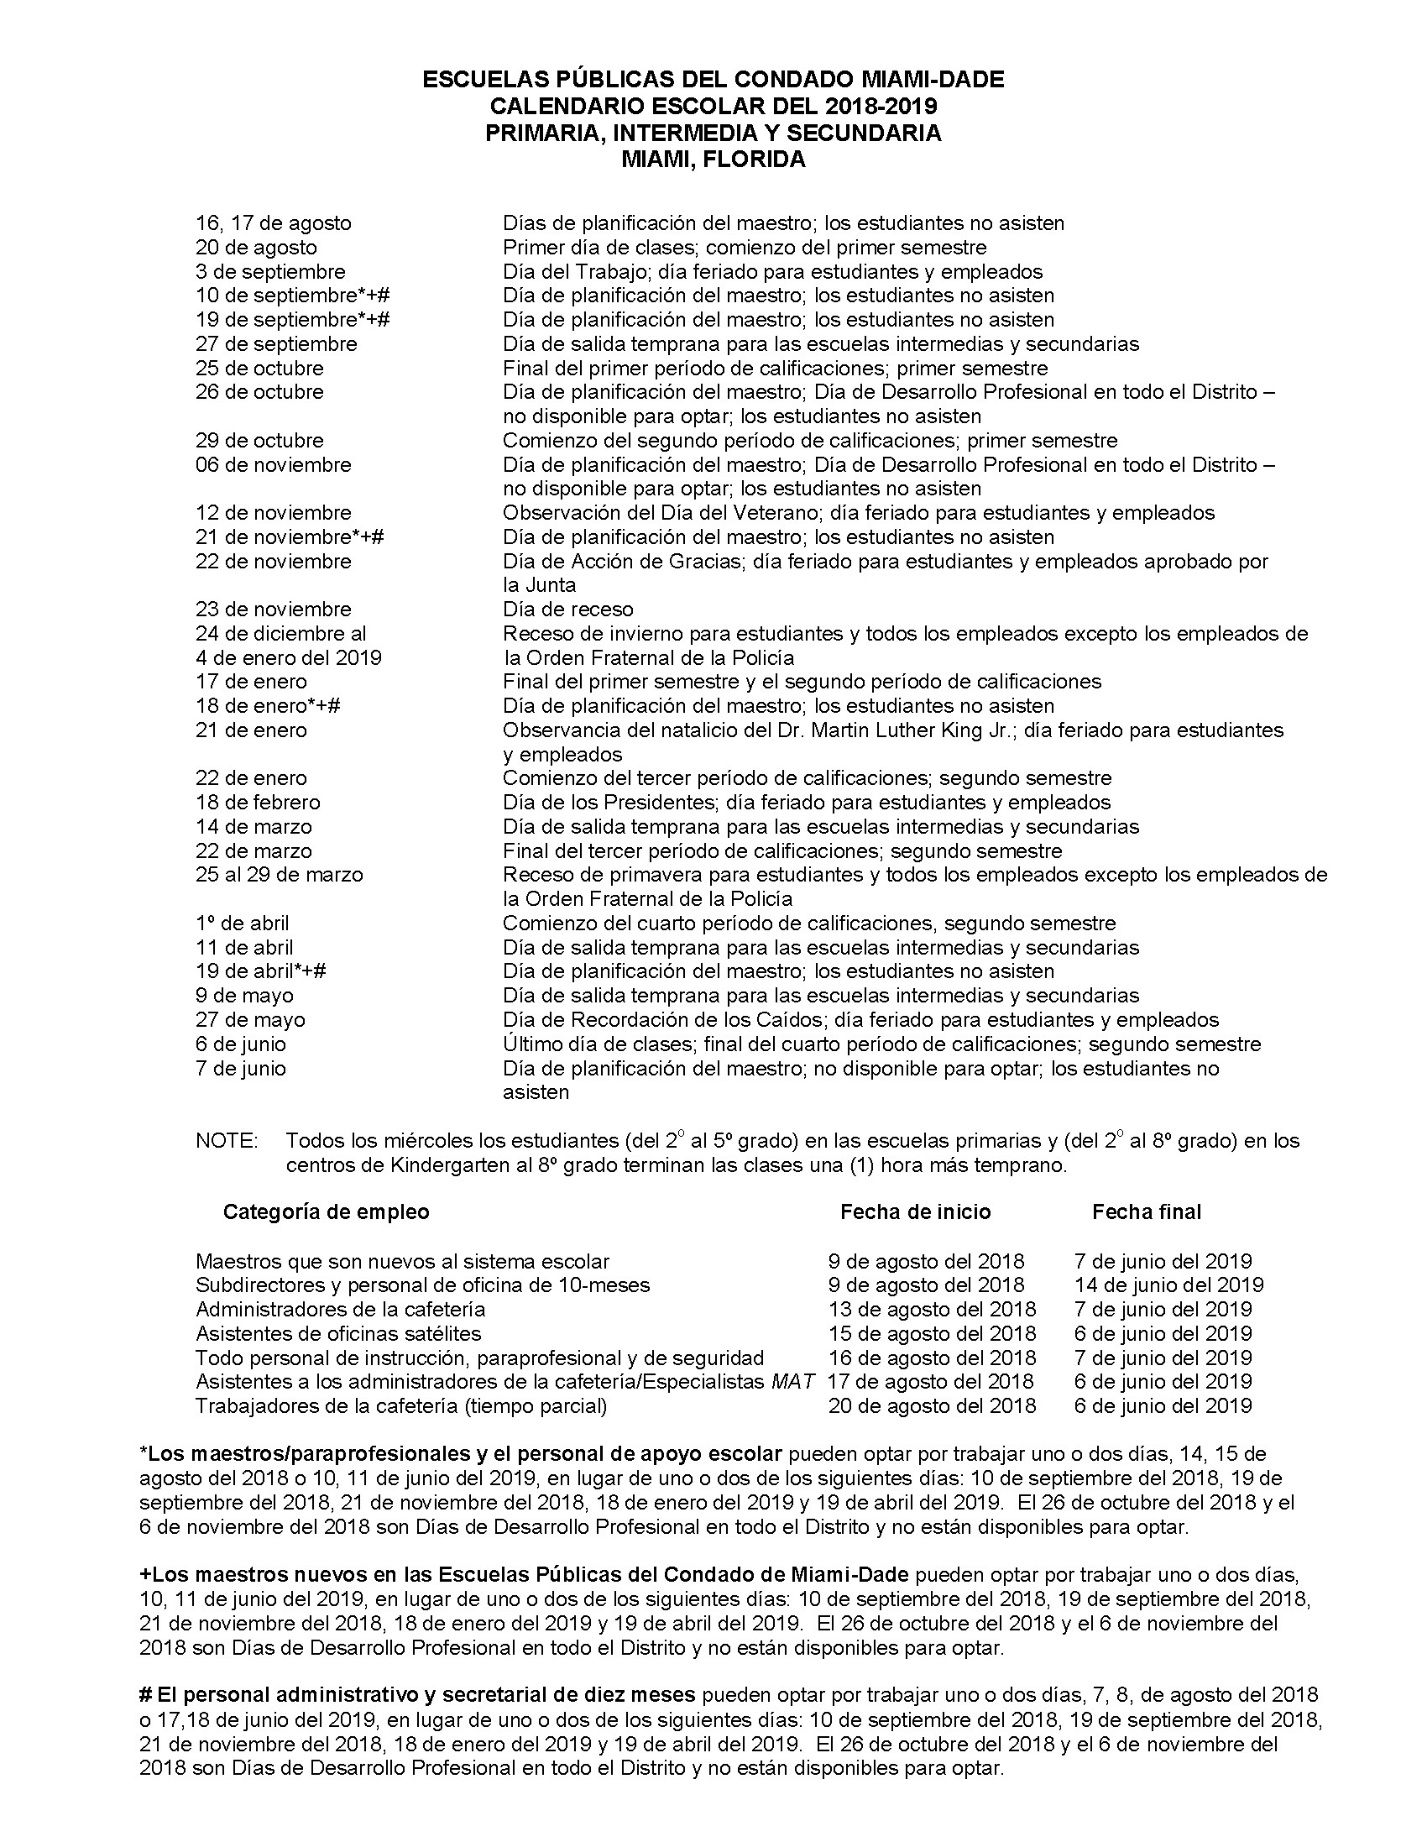 ESCUELAS PÚBLICAS DEL CONDADO MIAMI-DADE
CALENDARIO ESCOLAR DEL 2018-2019
PRIMARIA, INTERMEDIA Y SECUNDARIA
MIAMI, FLORIDA
16, 17 de agosto Días de planificación del maestro; los estudiantes no asisten
20 de agosto Primer día de clases; comienzo del primer semestre
3 de septiembre Día del Trabajo; día feriado para estudiantes y empleados
10 de septiembre*+# Día de planificación del maestro; los estudiantes no asisten
19 de septiembre*+# Día de planificación del maestro; los estudiantes no asisten
27 de septiembre Día de salida temprana para las escuelas intermedias y secundarias
25 de octubre Final del primer período de calificaciones; primer semestre
26 de octubre Día de planificación del maestro; Día de Desarrollo Profesional en todo el Distrito –
no disponible para optar; los estudiantes no asisten
29 de octubre Comienzo del segundo período de calificaciones; primer semestre
06 de noviembre Día de planificación del maestro; Día de Desarrollo Profesional en todo el Distrito –
no disponible para optar; los estudiantes no asisten
12 de noviembre Observación del Día del Veterano; día feriado para estudiantes y empleados
21 de noviembre*+# Día de planificación del maestro; los estudiantes no asisten
22 de noviembre Día de Acción de Gracias; día feriado para estudiantes y empleados aprobado por
la Junta
23 de noviembre Día de receso
24 de diciembre al Receso de invierno para estudiantes y todos los empleados excepto los empleados de
4 de enero del 2019 la Orden Fraternal de la Policía
17 de enero Final del primer semestre y el segundo período de calificaciones
18 de enero*+# Día de planificación del maestro; los estudiantes no asisten
21 de enero Observancia del natalicio del Dr. Martin Luther King Jr.; día feriado para estudiantes
y empleados
22 de enero Comienzo del tercer período de calificaciones; segundo semestre
18 de febrero Día de los Presidentes; día feriado para estudiantes y empleados
14 de marzo Día de salida temprana para las escuelas intermedias y secundarias
22 de marzo Final del tercer período de calificaciones; segundo semestre
25 al 29 de marzo Receso de primavera para estudiantes y todos los empleados excepto los empleados de
la Orden Fraternal de la Policía
1º de abril Comienzo del cuarto período de calificaciones, segundo semestre
11 de abril Día de salida temprana para las escuelas intermedias y secundarias
19 de abril*+# Día de planificación del maestro; los estudiantes no asisten
9 de mayo Día de salida temprana para las escuelas intermedias y secundarias
27 de mayo Día de Recordación de los Caídos; día feriado para estudiantes y empleados
6 de junio Último día de clases; final del cuarto período de calificaciones; segundo semestre
7 de junio Día de planificación del maestro; no disponible para optar; los estudiantes no
asisten
NOTE: Todos los miércoles los estudiantes (del 2º al 5º grado) en las escuelas primarias y (del 2º al 8º grado) en los
centros de Kindergarten al 8º grado terminan las clases una (1) hora más temprano.
Categoría de empleo Fecha de inicio Fecha final
Maestros que son nuevos al sistema escolar 9 de agosto del 2018 7 de junio del 2019
Subdirectores y personal de oficina de 10-meses 9 de agosto del 2018 14 de junio del 2019
Administradores de la cafetería 13 de agosto del 2018 7 de junio del 2019
Asistentes de oficinas satélites 15 de agosto del 2018 6 de junio del 2019
Todo personal de instrucción, paraprofesional y de seguridad 16 de agosto del 2018 7 de junio del 2019
Asistentes a los administradores de la cafetería/Especialistas MAT 17 de agosto del 2018 6 de junio del 2019
Trabajadores de la cafetería (tiempo parcial) 20 de agosto del 2018 6 de junio del 2019
*Los maestros/paraprofesionales y el personal de apoyo escolar pueden optar por trabajar uno o dos días, 14, 15 de
agosto del 2018 o 10, 11 de junio del 2019, en lugar de uno o dos de los siguientes días: 10 de septiembre del 2018, 19 de
septiembre del 2018, 21 de noviembre del 2018, 18 de enero del 2019 y 19 de abril del 2019. El 26 de octubre del 2018 y el
6 de noviembre del 2018 son Días de Desarrollo Profesional en todo el Distrito y no están disponibles para optar.
+Los maestros nuevos en las Escuelas Públicas del Condado de Miami-Dade pueden optar por trabajar uno o dos días,
10, 11 de junio del 2019, en lugar de uno o dos de los siguientes días: 10 de septiembre del 2018, 19 de septiembre del 2018,
21 de noviembre del 2018, 18 de enero del 2019 y 19 de abril del 2019. El 26 de octubre del 2018 y el 6 de noviembre del
2018 son Días de Desarrollo Profesional en todo el Distrito y no están disponibles para optar.
# El personal administrativo y secretarial de diez meses pueden optar por trabajar uno o dos días, 7, 8, de agosto del 2018
o 17,18 de junio del 2019, en lugar de uno o dos de los siguientes días: 10 de septiembre del 2018, 19 de septiembre del 2018,
21 de noviembre del 2018, 18 de enero del 2019 y 19 de abril del 2019. El 26 de octubre del 2018 y el 6 de noviembre del
2018 son Días de Desarrollo Profesional en todo el Distrito y no están disponibles para optar.